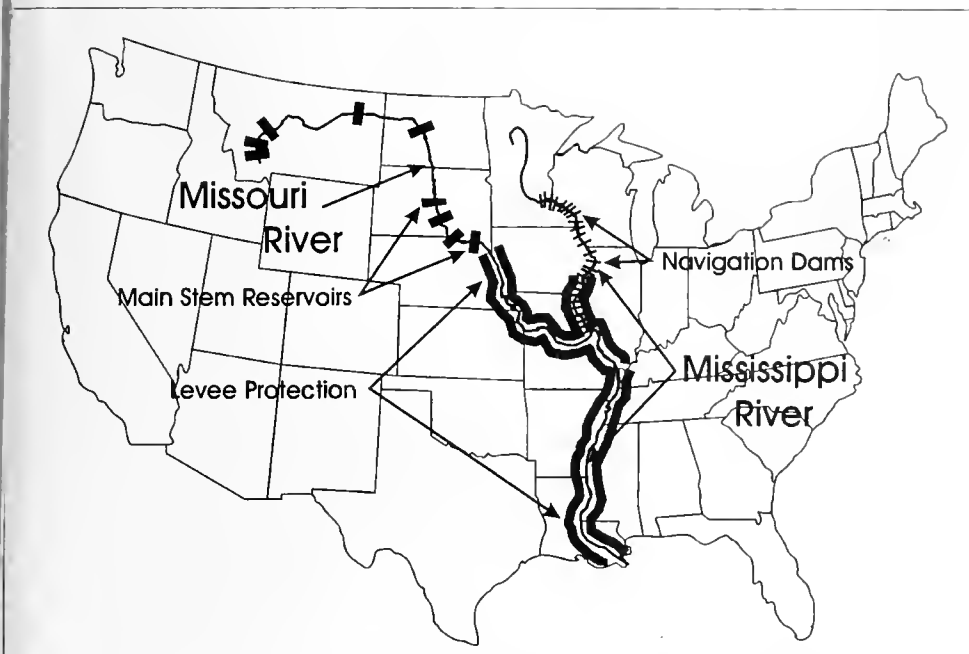 Missouri
River
Main Stem Reservoirs
Levee Protection
Navigation Dams
Mississippi
River